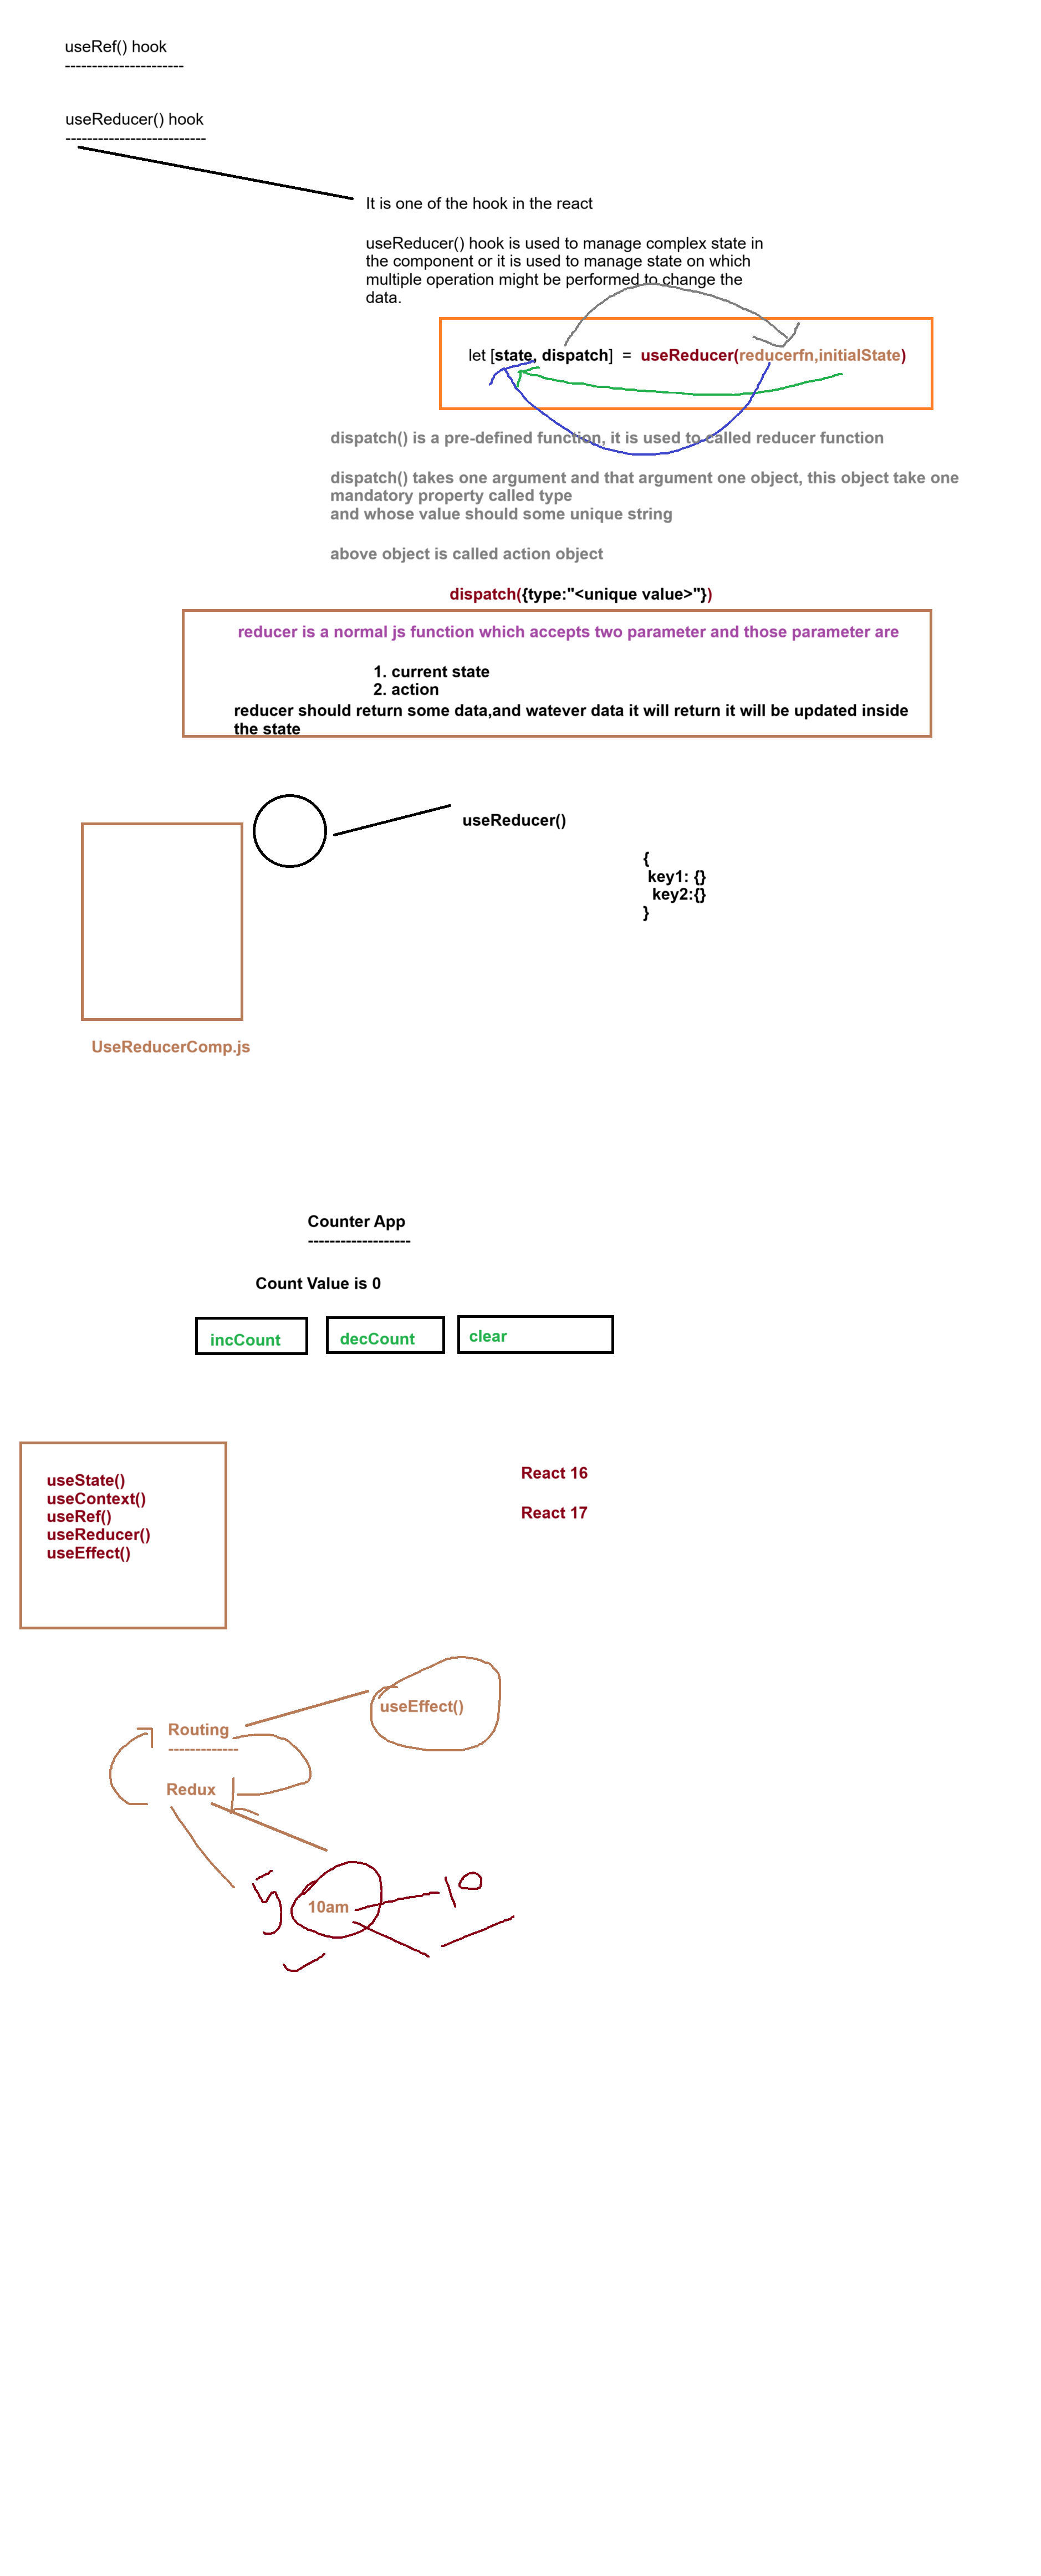 useRef() hook
----------------------
useReducer() hook
--------------------------
It is one of the hook in the react
useReducer() hook is used to manage complex state in
the component or it is used to manage state on which
multiple operation might be performed to change the
data.
let [state, dispatch]  =  useReducer(reducerfn,initialState)
dispatch() is a pre-defined function, it is used to called reducer function
dispatch() takes one argument and that argument one object, this object take one
mandatory property called type
and whose value should some unique string
above object is called action object
dispatch({type:"<unique value>"})
reducer is a normal js function which accepts two parameter and those parameter are
1. current state
2. action
reducer should return some data,and watever data it will return it will be updated inside
the state
useReducer()
{
key1: {}
key2:{}
}
UseReducerComp.js
Counter App
-------------------
Count Value is 0
incCount
decCount
clear
useState()
useContext()
useRef()
useReducer()
useEffect()
React 16
React 17
useEffect()
Routing
-------------
Redux
5
10am
10